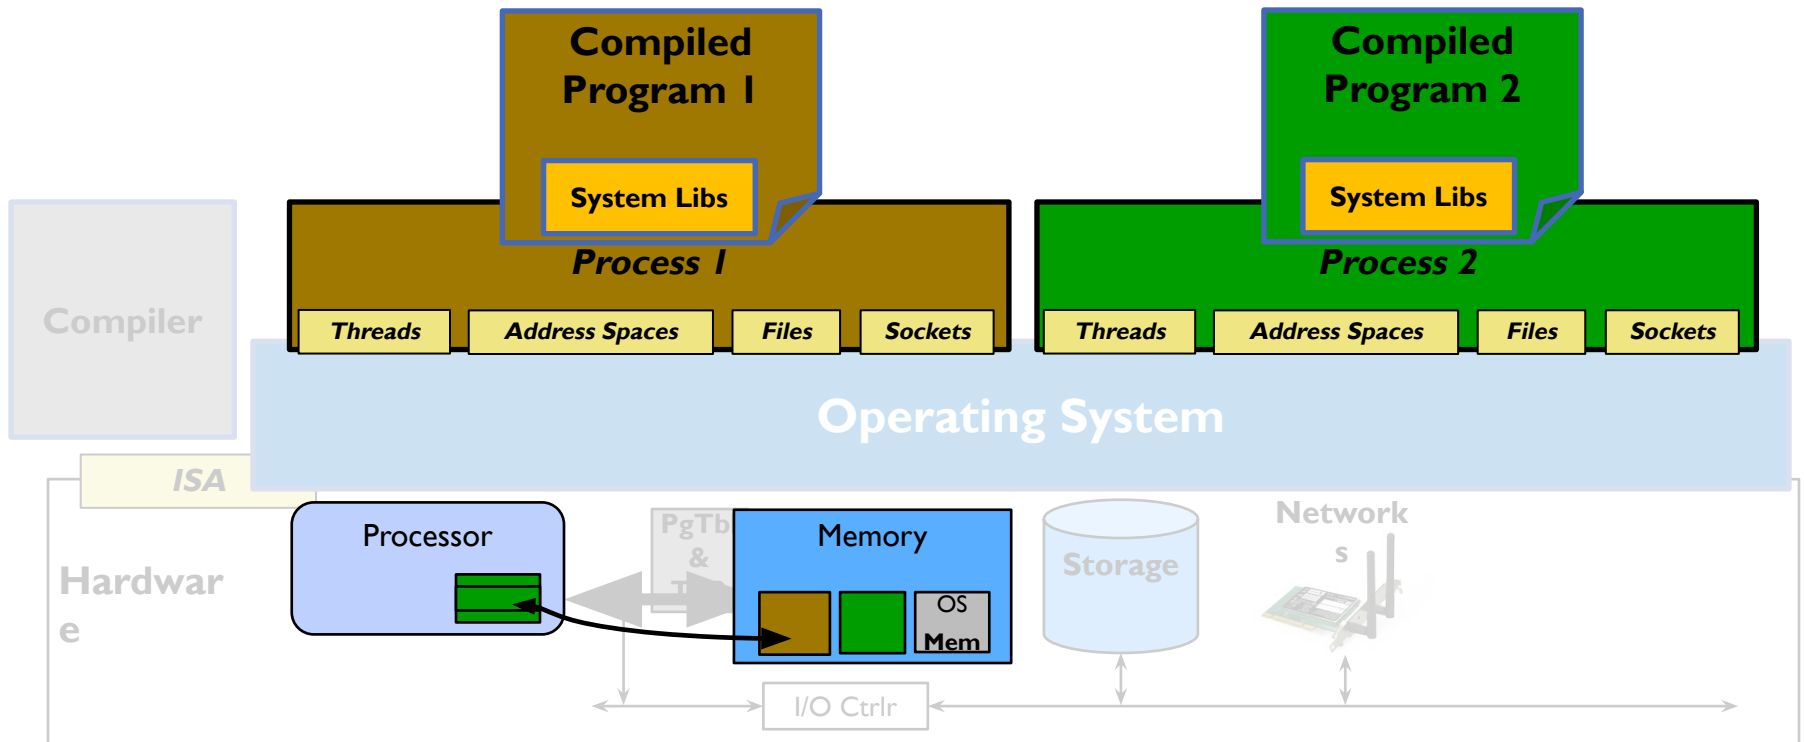 Compiled
Program 1
System Libs
Process 1
Threads
Address Spaces
Files
Sockets
Compiled
Program 2
System Libs
Process 2
Threads
Address Spaces
Files
Sockets
Compiler
Operating System
ISA
Hardwar
e
Processor
PgTb
&
Memory
OS
Mem
Storage
Network
s
I/O Ctrlr